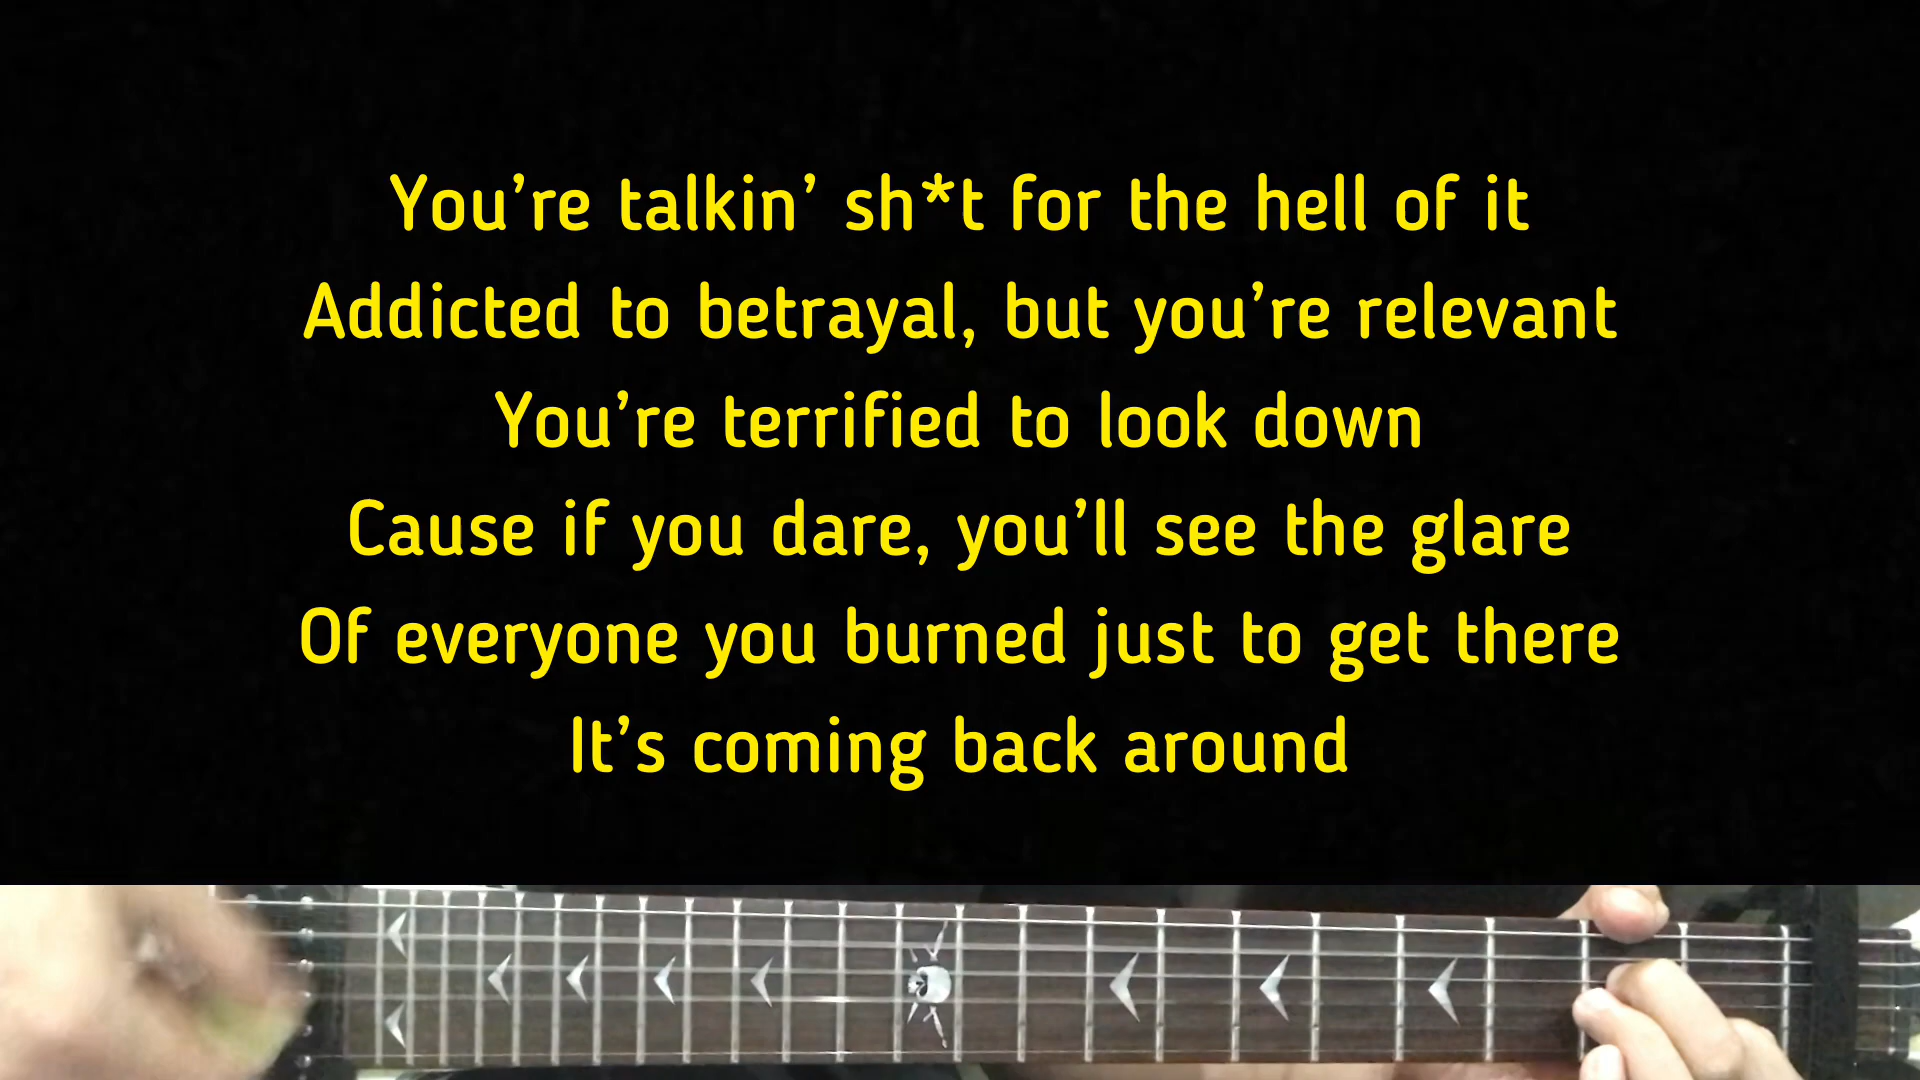 You’re talkin’ sh*t for the hell of it
Addicted to betrayal, but you’re relevant
You’re terrified to look down
Cause if you dare, you’ll see the glare
Of everyone you burned just to get there
It’s coming back around